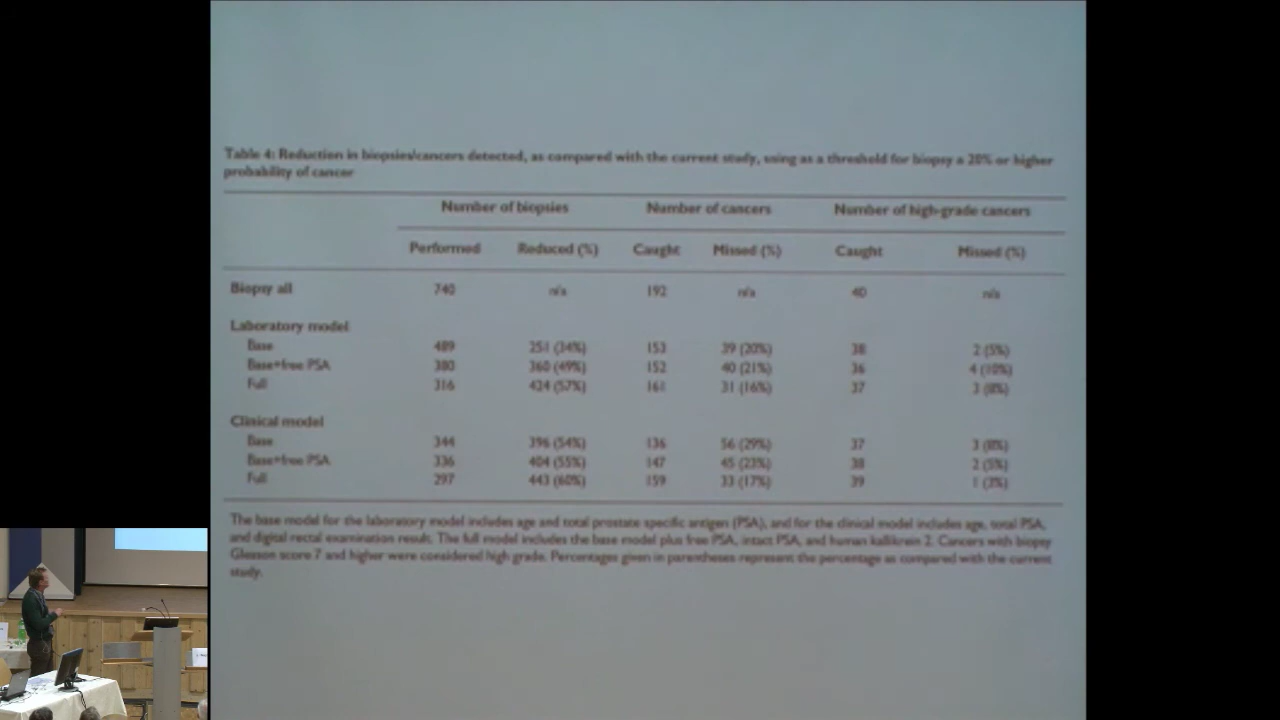 Table 4: Reduction in biopsies/cancers detected, as compared with the current study, using as a threshold for biopsy a 20% or higher
probability of cancer
Number of biopsies Number of cancers Number of high-grade cancers
Performed Reduced (%) Caught Missed (%) Caught Missed (%)
Biopsy all 740 n/a 192 n/a 40 n/a
Laboratory model
Base 489 251 (34%) 153 39 (20%) 38 2 (5%)
Base+free PSA 380 360 (49%) 152 40 (21%) 36 4 (10%)
Full 316 424 (57%) 161 31 (16%) 37 3 (8%)
Clinical model
Base 344 396 (54%) 136 56 (29%) 37 3 (8%)
Base+free PSA 336 404 (55%) 147 45 (23%) 38 2 (5%)
Full 297 443 (60%) 159 33 (17%) 39 1 (3%)
The base model for the laboratory model includes age and total prostate specific antigen (PSA), and for the clinical model includes age, total PSA,
and digital rectal examination result. The full model includes the base model plus free PSA, intact PSA, and human kallikrein 2. Cancers with biopsy
Gleason score 7 and higher were considered high grade. Percentages given in parentheses represent the percentage as compared with the current
study.